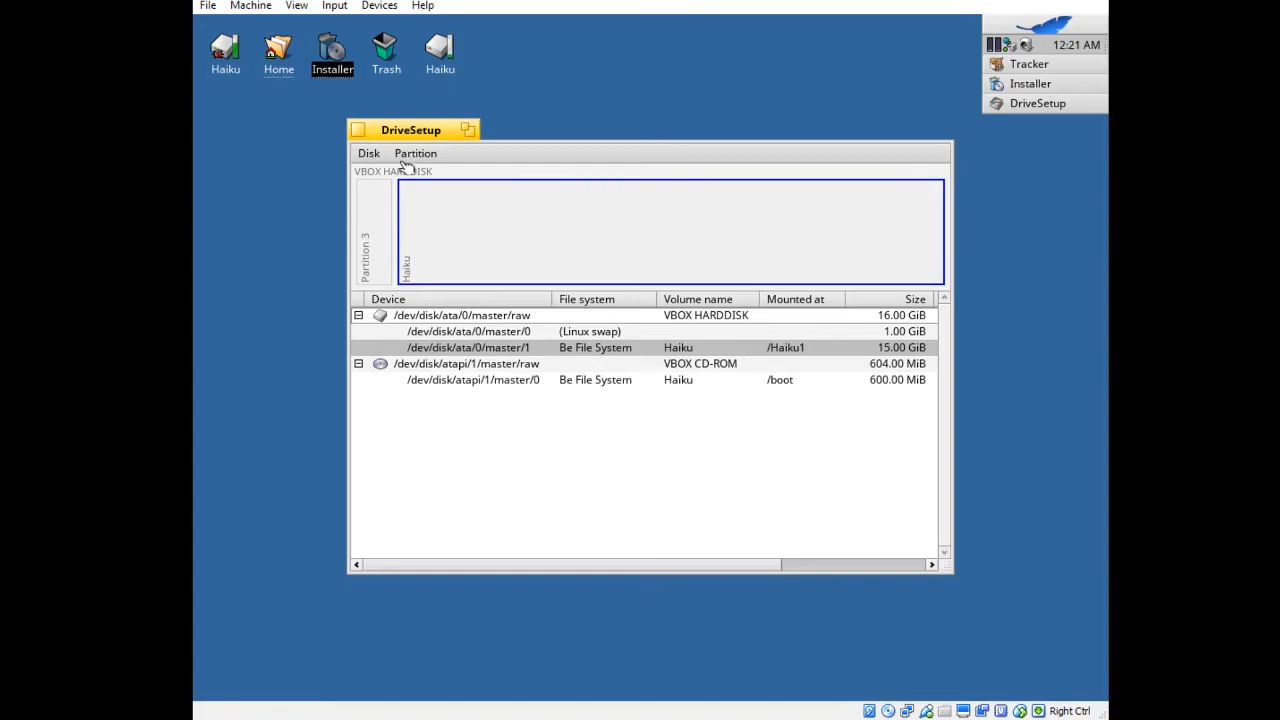 File Machine View Input Devices Help
Haiku Home Installer Trash Haiku
12:21 AM
Tracker
Installer
DriveSetup
DriveSetup
Disk Partition
VBOX HARDDISK
Partition 3
Haiku
Device File system Volume name Mounted at Size
/dev/disk/ata/0/master/raw VBOX HARDDISK 16.00 GiB
/dev/disk/ata/0/master/0 (Linux swap) 1.00 GiB
/dev/disk/ata/0/master/1 Be File System Haiku /Haiku1 15.00 GiB
/dev/disk/atapi/1/master/raw VBOX CD-ROM 604.00 MiB
/dev/disk/atapi/1/master/0 Be File System Haiku /boot 600.00 MiB
Right Ctrl